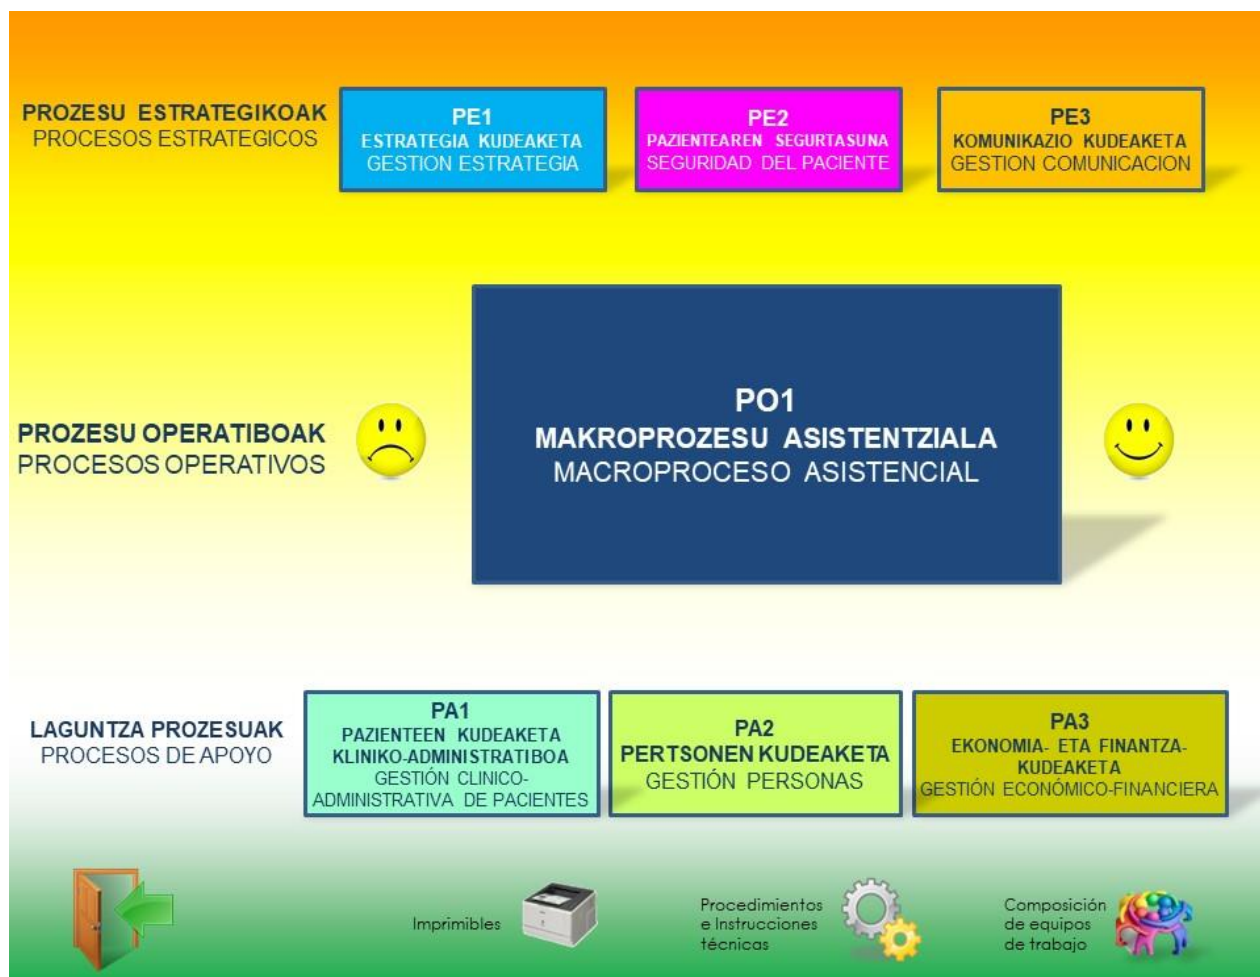 PROZESU ESTRATEGIKOAK
PROCESOS ESTRATEGICOS
PE1
ESTRATEGIA KUDEAKETA
GESTION ESTRATEGIA
PE2
PAZIENTEAREN SEGURTASUNA
SEGURIDAD DEL PACIENTE
PE3
KOMUNIKAZIO KUDEAKETA
GESTION COMUNICACION
PROZESU OPERATIBOAK
PROCESOS OPERATIVOS
PO1
MAKROPROZESU ASISTENTZIALA
MACROPROCESO ASISTENCIAL
LAGUNTZA PROZESUAK
PROCESOS DE APOYO
PA1
PAZIENTEEN KUDEAKETA
KLINIKO-ADMINISTRATIBOA
GESTIÓN CLINICO-
ADMINISTRATIVA DE PACIENTES
PA2
PERTSONEN KUDEAKETA
GESTIÓN PERSONAS
PA3
EKONOMIA- ETA FINANTZA-
KUDEAKETA
GESTIÓN ECONÓMICO-FINANCIERA
Imprimibles
Procedimientos
e Instrucciones
técnicas
Composición
de equipos
de trabajo